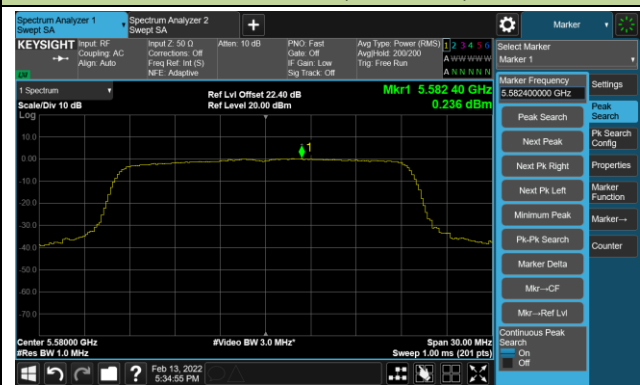 Spectrum Analyzer 1
Swept SA
Spectrum Analyzer 2
Swept SA
+
Marker
KEYSIGHT
Input: RF
Coupling: AC
Align: Auto
Input Z: 50 Ω
Corrections: Off
Freq Ref: Int (S)
NFE: Adaptive
Atten: 10 dB
PNO: Fast
Gate: Off
IF Gain: Low
Sig Track: Off
Avg Type: Power (RMS)
Avg|Hold: 200/200
Trig: Free Run
1 2 3 4 5 6
A W W W W W
A N N N N N
LXI
Select Marker
Marker 1
1 Spectrum
Scale/Div 10 dB
Log
Ref Lvl Offset 22.40 dB
Ref Level 20.00 dBm
Mkr1 5.582 40 GHz
0.236 dBm
10.0
0.00
-10.0
-20.0
-30.0
-40.0
-50.0
-60.0
-70.0
1
Center 5.58000 GHz
#Res BW 1.0 MHz
#Video BW 3.0 MHz*
Span 30.00 MHz
Sweep 1.00 ms (201 pts)
Marker Frequency
5.582400000 GHz
Peak Search
Next Peak
Next Pk Right
Next Pk Left
Minimum Peak
Pk-Pk Search
Marker Delta
Mkr→CF
Mkr→Ref Lvl
Continuous Peak
Search
On
Off
Settings
Peak
Search
Pk Search
Config
Properties
Marker
Function
Marker→
Counter
?
Feb 13, 2022
5:34:55 PM